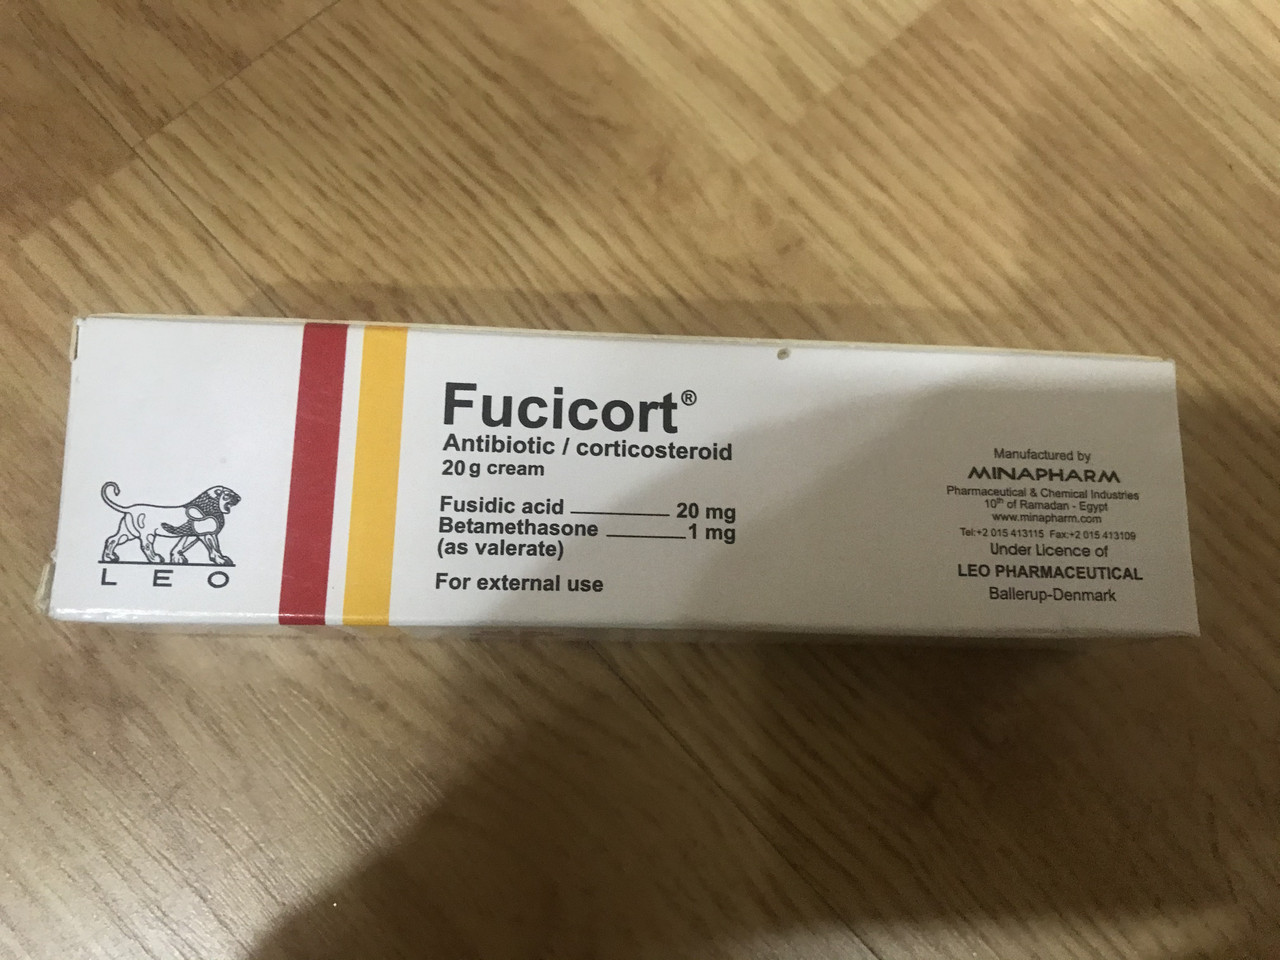 LEO
Fucicort®
Antibiotic / corticosteroid
20 g cream
Fusidic acid 20 mg
Betamethasone 1 mg
(as valerate)
For external use
Manufactured by
MINAPHARM
Pharmaceutical & Chemical Industries
10th of Ramadan - Egypt
www.minapharm.com
Tel:+2 015 413115 Fax:+2 015 413109
Under Licence of
LEO PHARMACEUTICAL
Ballerup-Denmark